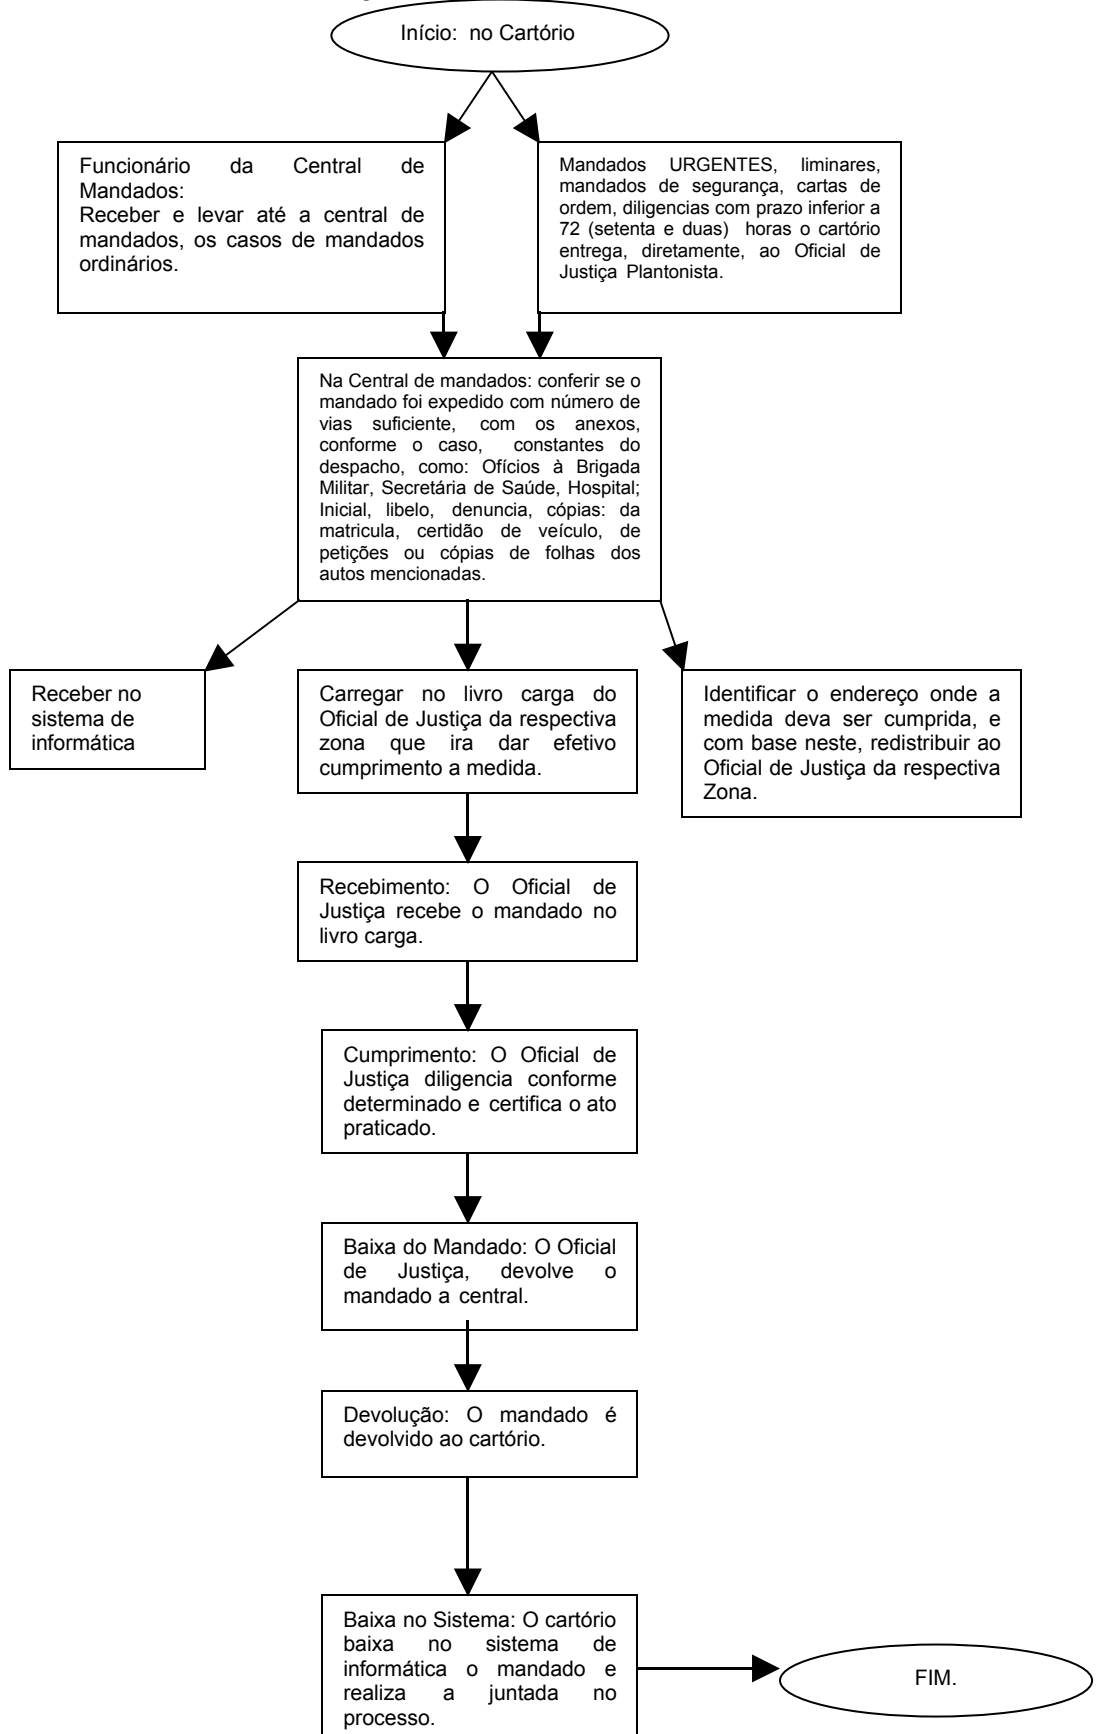 Início: no Cartório
Funcionário da Central de
Mandados:
Receber e levar até a central de
mandados, os casos de mandados
ordinários.
Mandados URGENTES, liminares,
mandados de segurança, cartas de
ordem, diligencias com prazo inferior a
72 (setenta e duas) horas o cartório
entrega, diretamente, ao Oficial de
Justiça Plantonista.
Na Central de mandados: conferir se o
mandado foi expedido com número de
vias suficiente, com os anexos,
conforme o caso, constantes do
despacho, como: Ofícios à Brigada
Militar, Secretária de Saúde, Hospital;
Inicial, libelo, denuncia, cópias: da
matricula, certidão de veículo, de
petições ou cópias de folhas dos
autos mencionadas.
Receber no
sistema de
informática
Carregar no livro carga do
Oficial de Justiça da respectiva
zona que ira dar efetivo
cumprimento a medida.
Identificar o endereço onde a
medida deva ser cumprida, e
com base neste, redistribuir ao
Oficial de Justiça da respectiva
Zona.
Recebimento: O Oficial de
Justiça recebe o mandado no
livro carga.
Cumprimento: O Oficial de
Justiça diligencia conforme
determinado e certifica o ato
praticado.
Baixa do Mandado: O Oficial
de Justiça, devolve o
mandado a central.
Devolução: O mandado é
devolvido ao cartório.
Baixa no Sistema: O cartório
baixa no sistema de
informática o mandado e
realiza a juntada no
processo.
FIM.